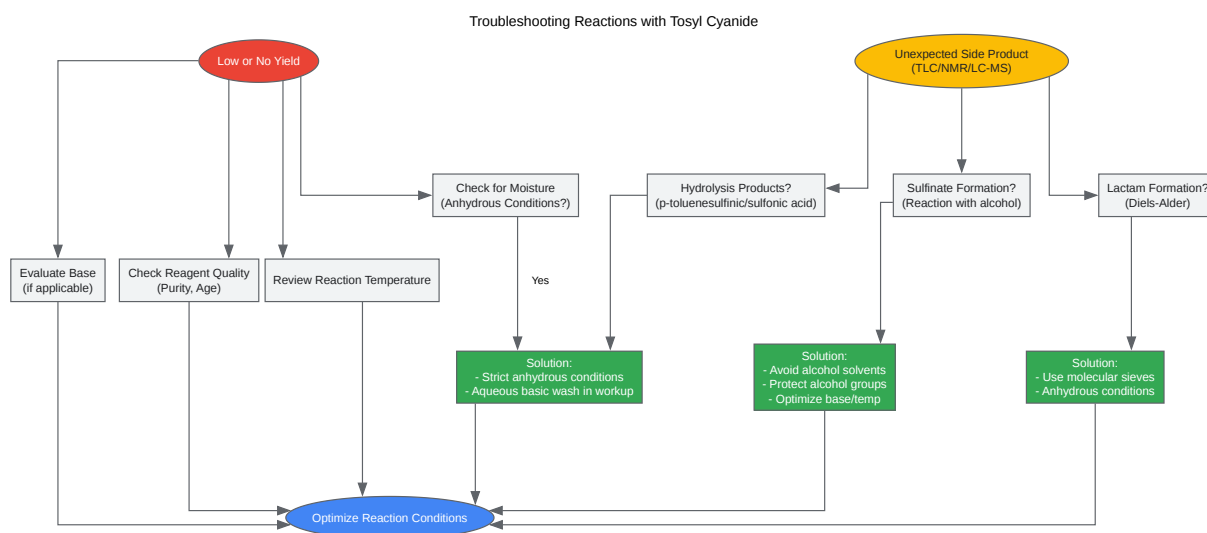 Troubleshooting Reactions with Tosyl Cyanide
Low or No Yield
Unexpected Side Product
(TLC/NMR/LC-MS)
Check for Moisture
(Anhydrous Conditions?)
Hydrolysis Products?
(p-toluenesulfinic/sulfonic acid)
Sulfinate Formation?
(Reaction with alcohol)
Lactam Formation?
(Diels-Alder)
Evaluate Base
(if applicable)
Check Reagent Quality
(Purity, Age)
Review Reaction Temperature
Yes
Solution:
- Strict anhydrous conditions
- Aqueous basic wash in workup
Solution:
- Avoid alcohol solvents
- Protect alcohol groups
- Optimize base/temp
Solution:
- Use molecular sieves
- Anhydrous conditions
Optimize Reaction Conditions